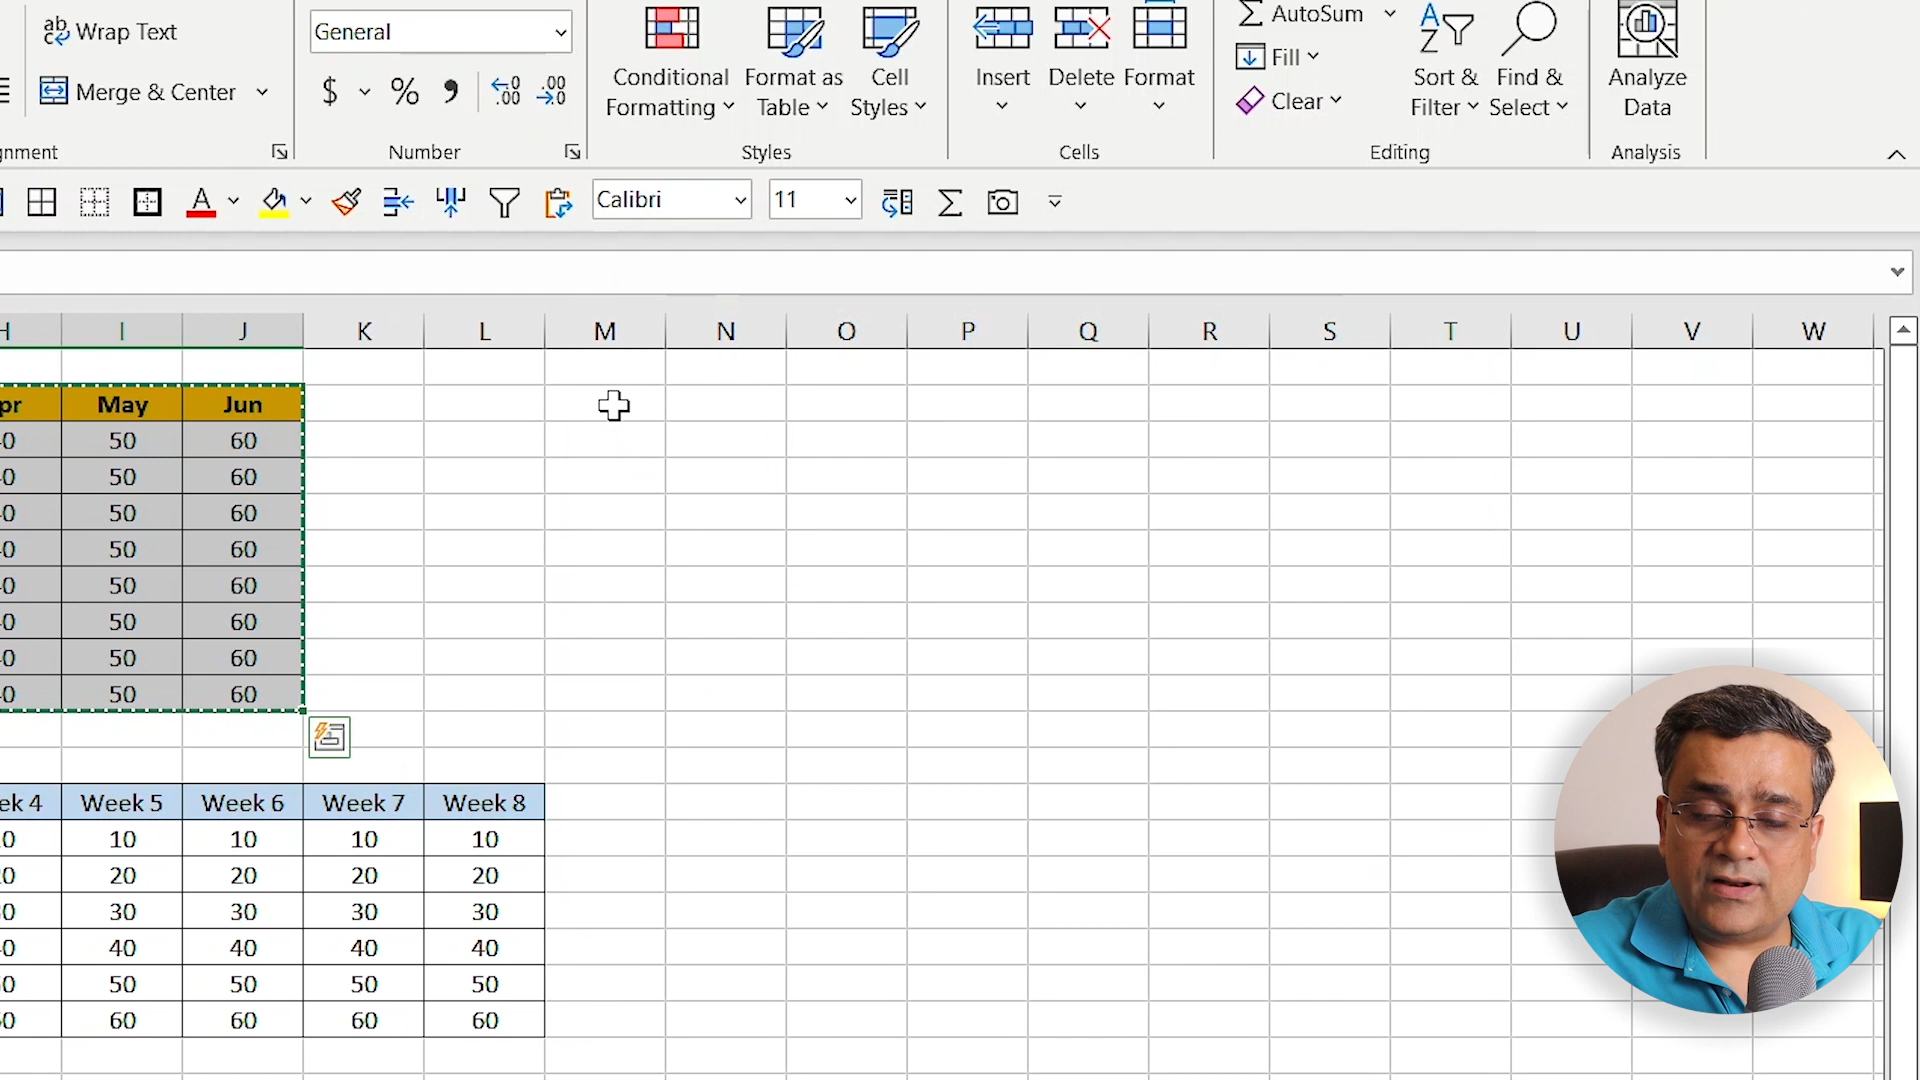 Wrap Text
General
Merge & Center
$ % 9 .00 .00
Conditional Formatting
Format as Table
Cell Styles
Insert
Delete
Format
AutoSum
Fill
Clear
Sort & Filter
Find & Select
Analyze Data
Number
Styles
Cells
Editing
Analysis
Calibri
11
I J K L M N O P Q R S T U V W
May Jun
50 60
50 60
50 60
50 60
50 60
50 60
50 60
50 60
Week 5 Week 6 Week 7 Week 8
10 10 10 10
20 20 20 20
30 30 30 30
40 40 40 40
50 50 50 50
60 60 60 60